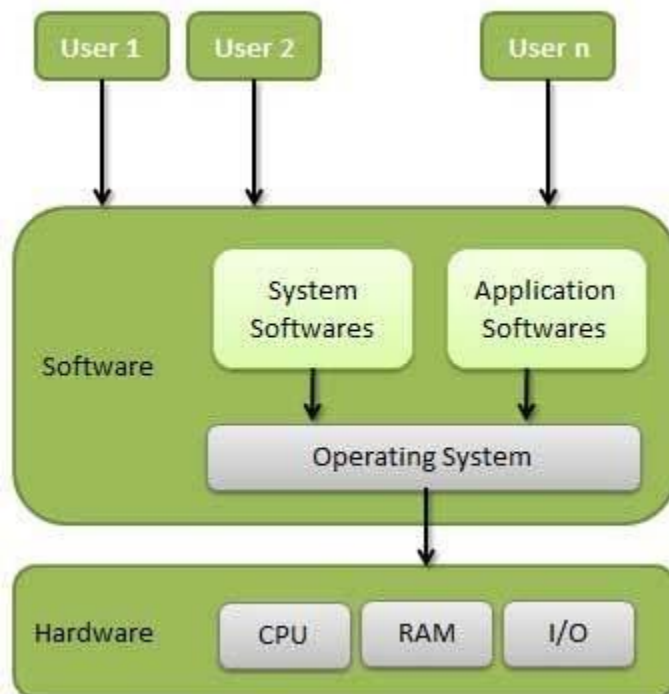 User 1
User 2
User n
System
Softwares
Application
Softwares
Software
Operating System
Hardware
CPU
RAM
I/O